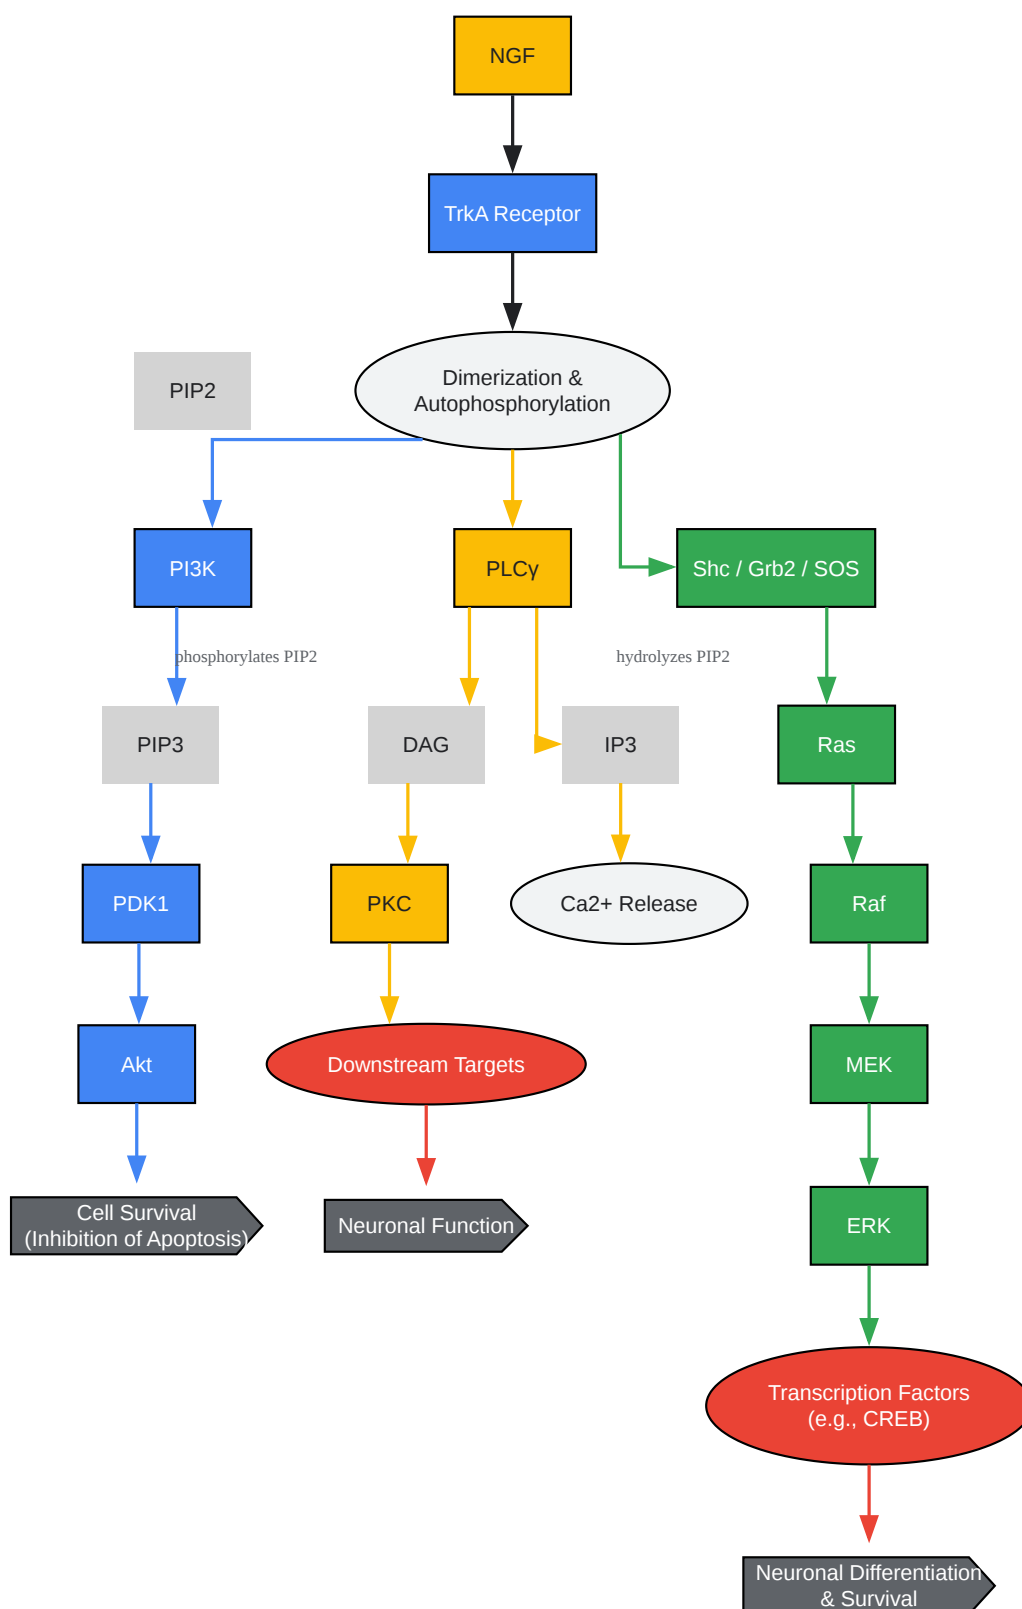 NGF
TrkA Receptor
Dimerization &
Autophosphorylation
PIP2
PI3K
PLCγ
Shc / Grb2 / SOS
phosphorylates PIP2
hydrolyzes PIP2
PIP3
DAG
IP3
Ras
PDK1
PKC
Ca2+ Release
Raf
Akt
Downstream Targets
MEK
Cell Survival
(Inhibition of Apoptosis)
Neuronal Function
ERK
Transcription Factors
(e.g., CREB)
Neuronal Differentiation
& Survival